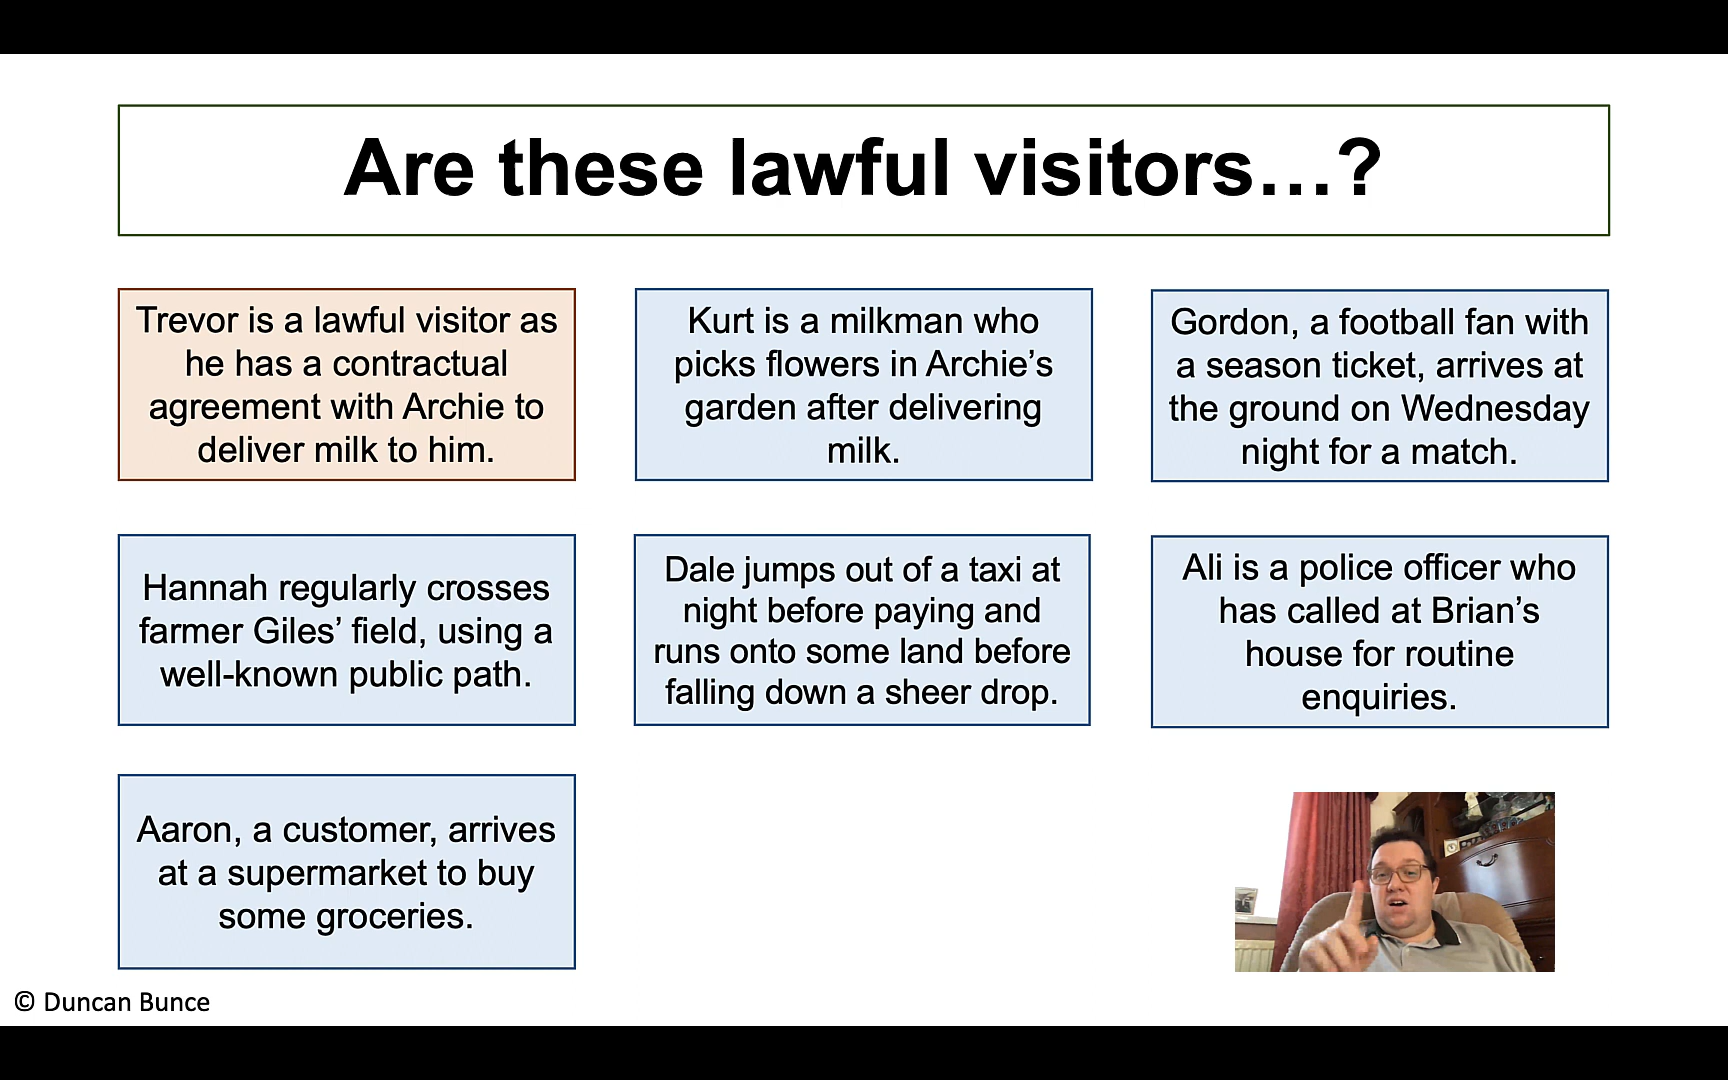 Are these lawful visitors…?
Trevor is a lawful visitor as
he has a contractual
agreement with Archie to
deliver milk to him.
Kurt is a milkman who
picks flowers in Archie’s
garden after delivering
milk.
Gordon, a football fan with
a season ticket, arrives at
the ground on Wednesday
night for a match.
Hannah regularly crosses
farmer Giles’ field, using a
well-known public path.
Dale jumps out of a taxi at
night before paying and
runs onto some land before
falling down a sheer drop.
Ali is a police officer who
has called at Brian’s
house for routine
enquiries.
Aaron, a customer, arrives
at a supermarket to buy
some groceries.
© Duncan Bunce